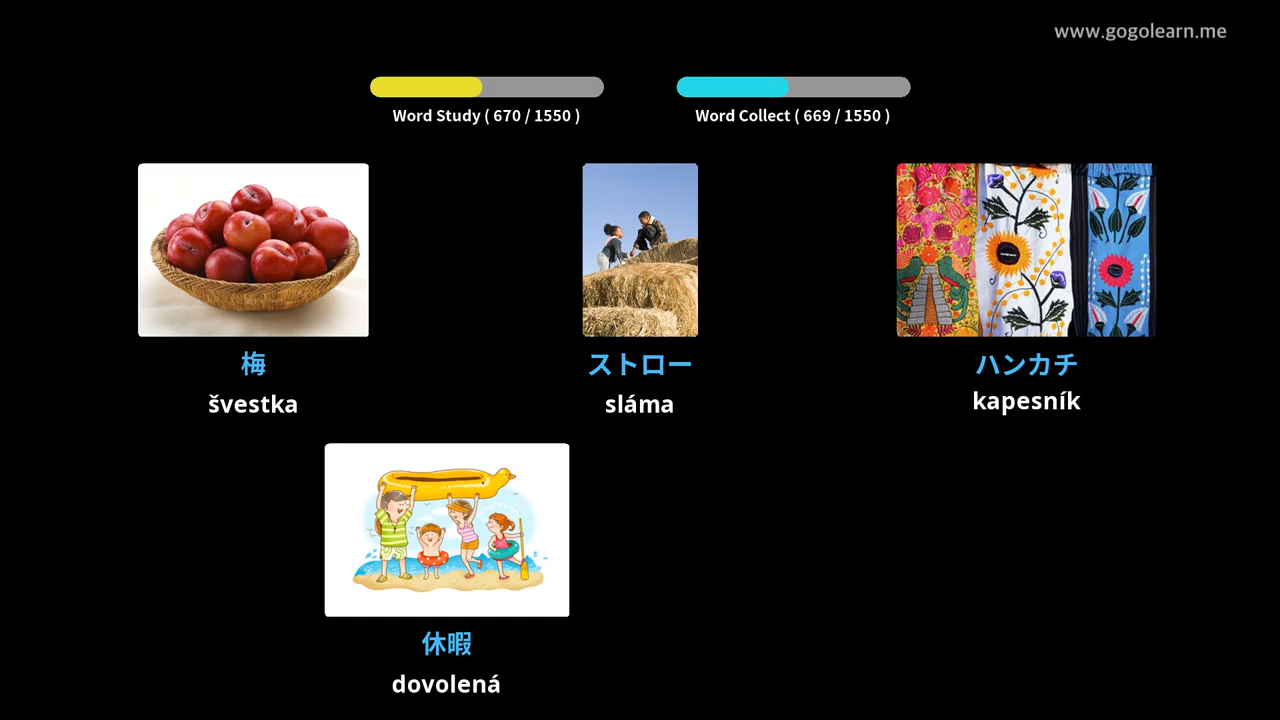 www.gogolearn.me
Word Study ( 670 / 1550 )
Word Collect ( 669 / 1550 )
梅
švestka
ストロー
sláma
ハンカチ
kapesník
休暇
dovolená